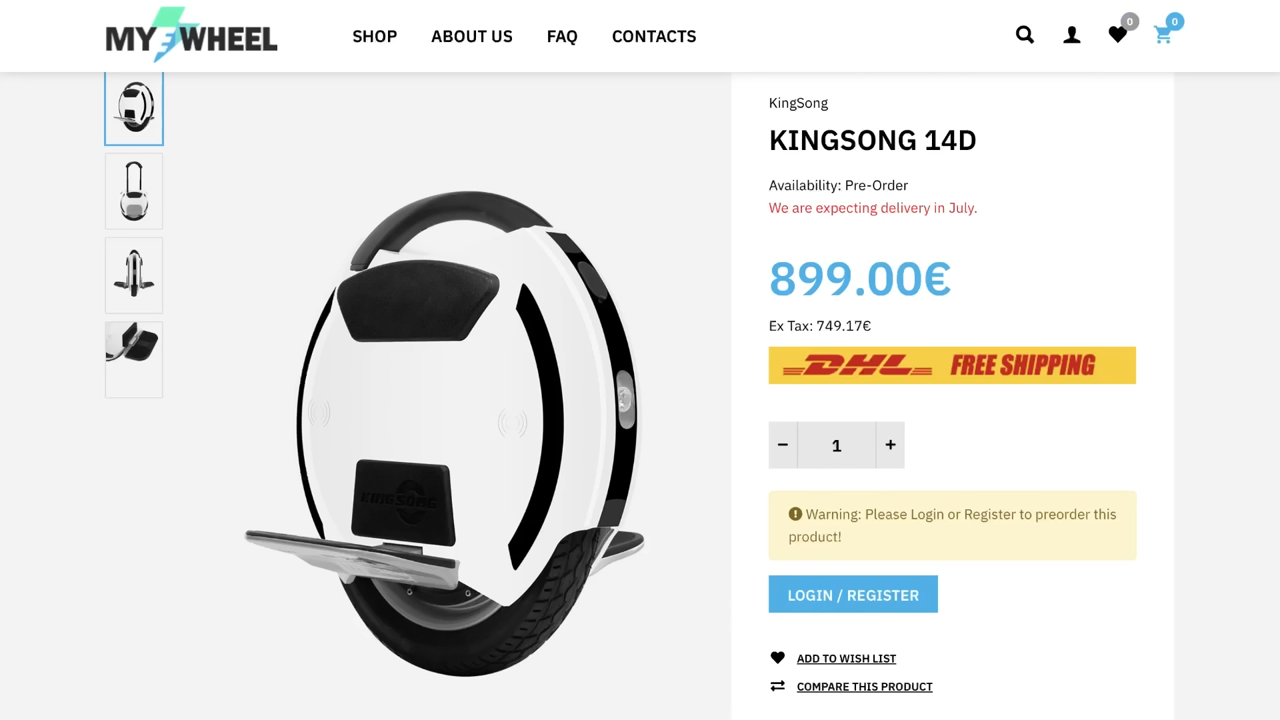 MY WHEEL
SHOP ABOUT US FAQ CONTACTS
0
0
KingSong
KINGSONG 14D
Availability: Pre-Order
We are expecting delivery in July.
899.00€
Ex Tax: 749.17€
DHL FREE SHIPPING
− 1 +
Warning: Please Login or Register to preorder this
product!
LOGIN / REGISTER
ADD TO WISH LIST
COMPARE THIS PRODUCT
KINGSONG